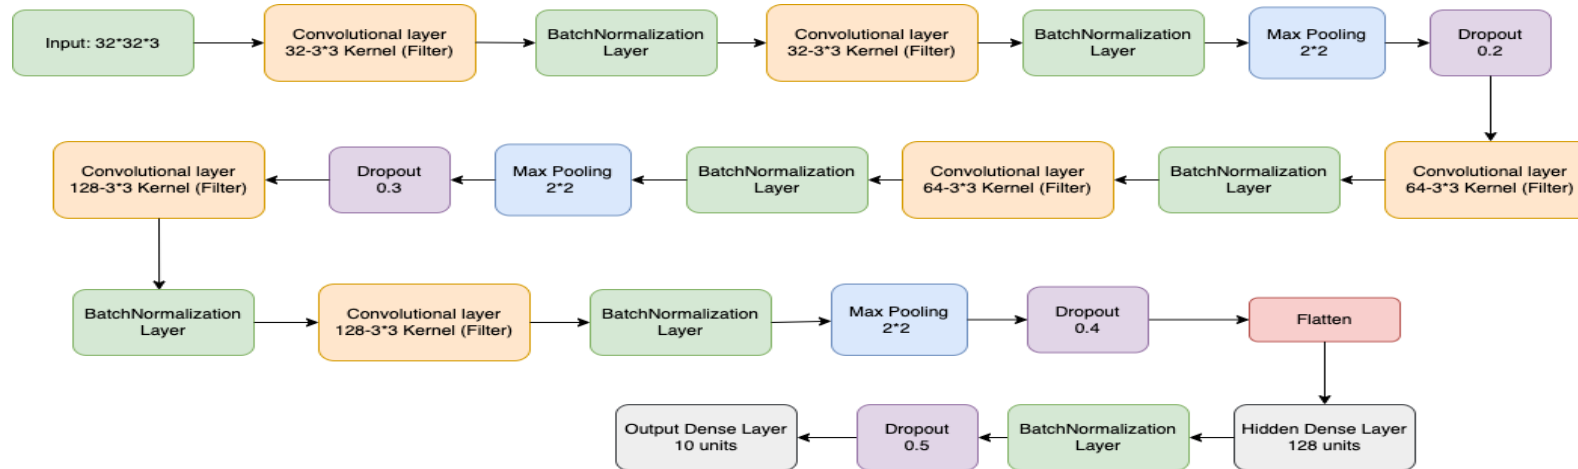 Input: 32*32*3
Convolutional layer
32-3*3 Kernel (Filter)
BatchNormalization
Layer
Convolutional layer
32-3*3 Kernel (Filter)
BatchNormalization
Layer
Max Pooling
2*2
Dropout
0.2
Convolutional layer
64-3*3 Kernel (Filter)
BatchNormalization
Layer
Convolutional layer
64-3*3 Kernel (Filter)
BatchNormalization
Layer
Max Pooling
2*2
Dropout
0.3
Convolutional layer
128-3*3 Kernel (Filter)
BatchNormalization
Layer
Convolutional layer
128-3*3 Kernel (Filter)
BatchNormalization
Layer
Max Pooling
2*2
Dropout
0.4
Flatten
Hidden Dense Layer
128 units
BatchNormalization
Layer
Dropout
0.5
Output Dense Layer
10 units